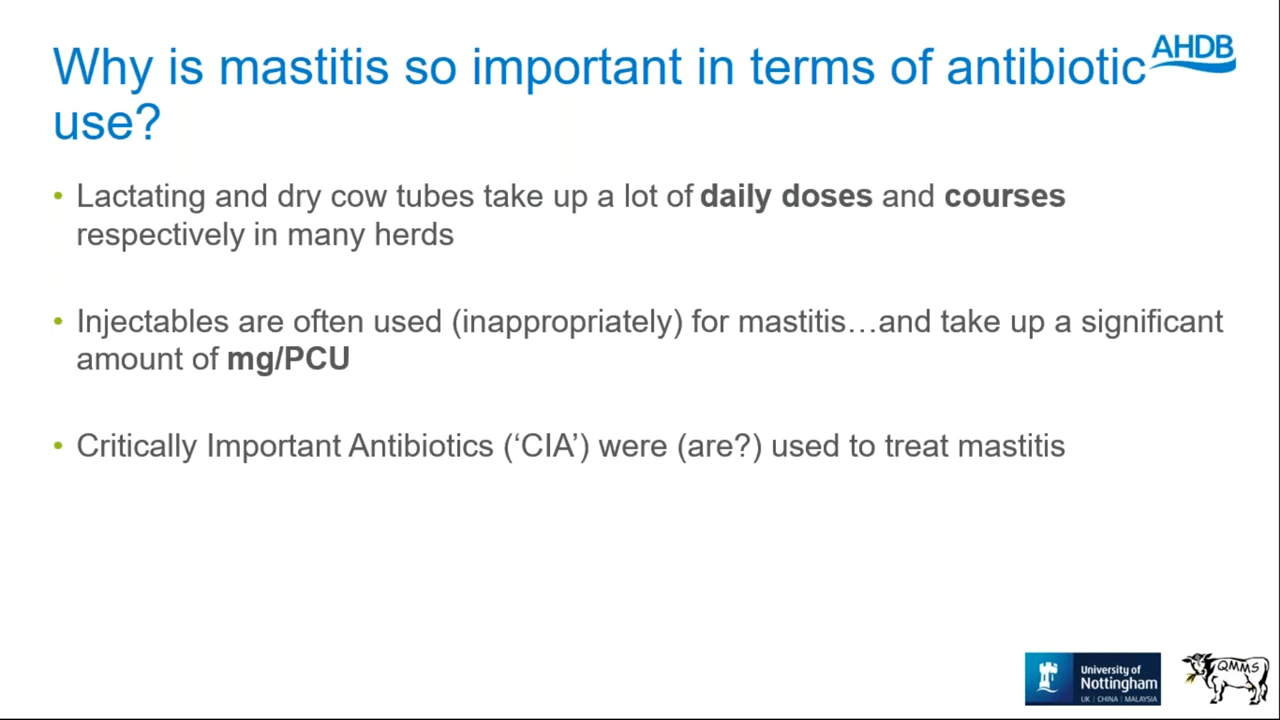 Why is mastitis so important in terms of antibiotic
use?
AHDB
• Lactating and dry cow tubes take up a lot of daily doses and courses
respectively in many herds
• Injectables are often used (inappropriately) for mastitis…and take up a significant
amount of mg/PCU
• Critically Important Antibiotics (‘CIA’) were (are?) used to treat mastitis
University of
Nottingham
UK | CHINA | MALAYSIA
QMMS